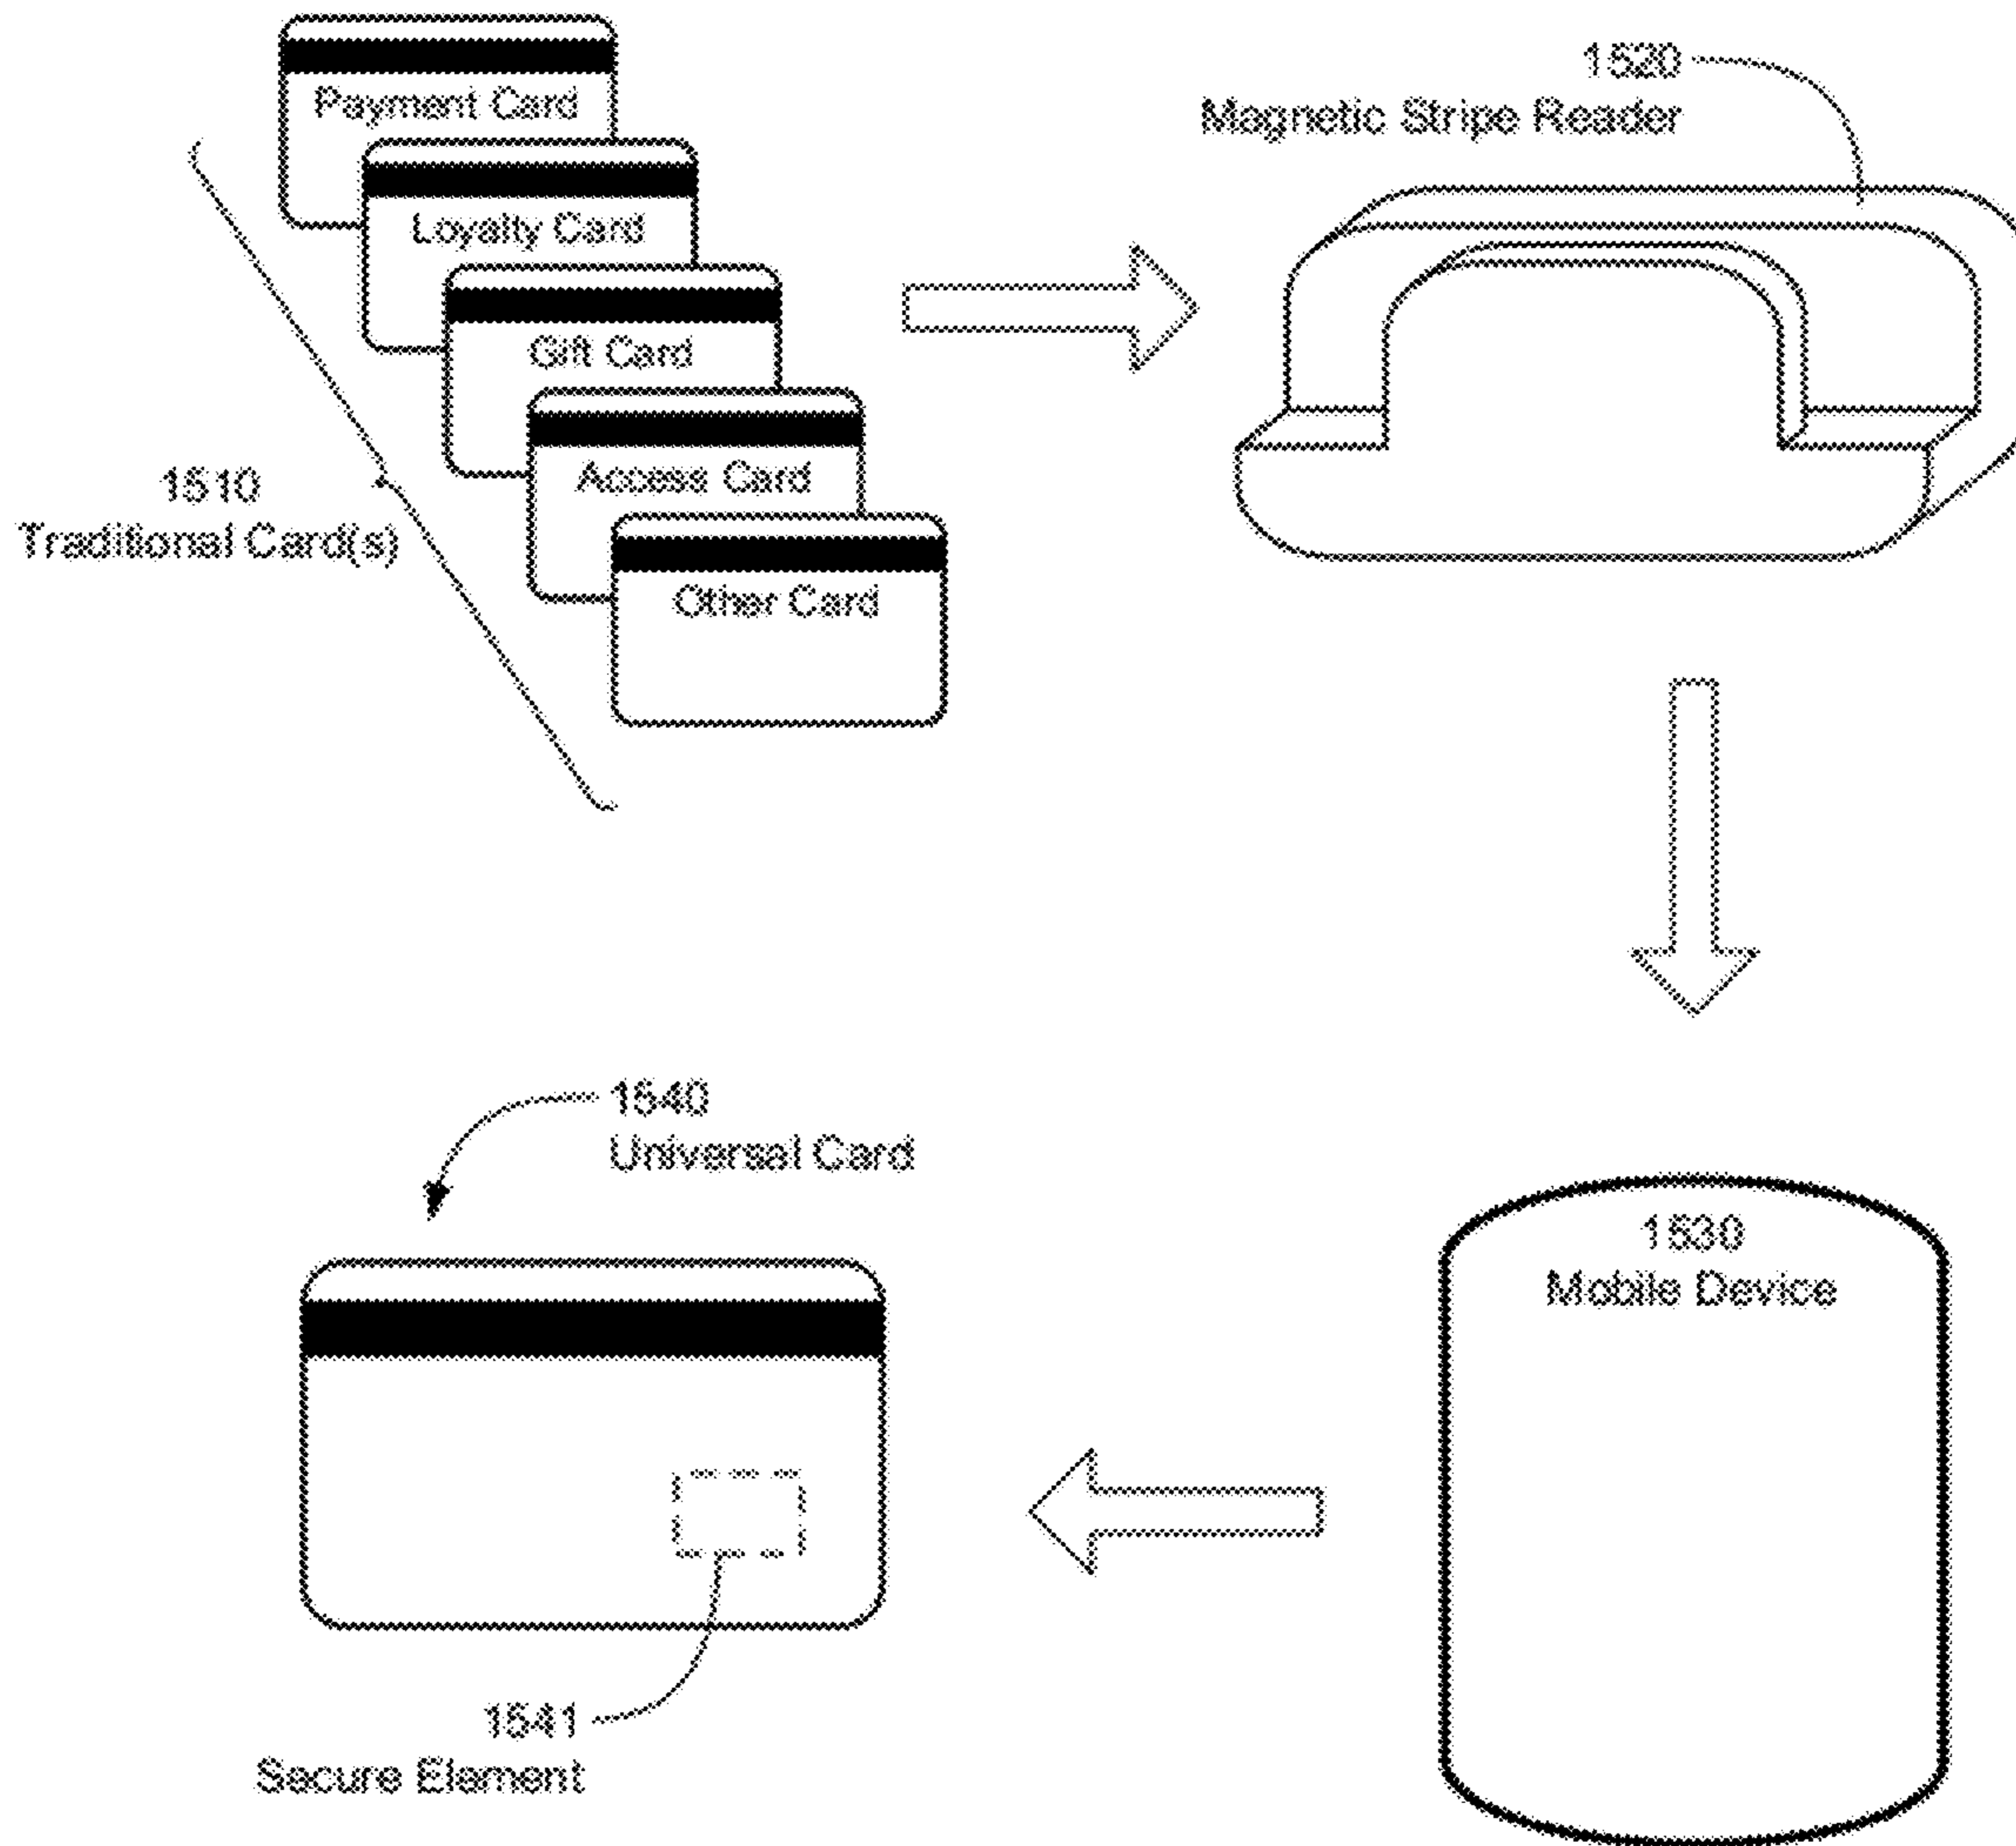 Payment Card
Loyalty Card
Gift Card
Access Card
Other Card
1510
Traditional Card(s)
1520
Magnetic Stripe Reader
1530
Mobile Device
1540
Universal Card
1541
Secure Element